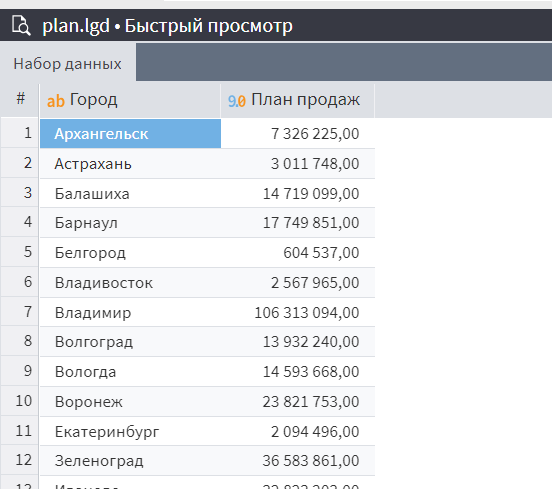 plan.lgd • Быстрый просмотр
Набор данных
# ab Город 9.0 План продаж
1 Архангельск 7 326 225,00
2 Астрахань 3 011 748,00
3 Балашиха 14 719 099,00
4 Барнаул 17 749 851,00
5 Белгород 604 537,00
6 Владивосток 2 567 965,00
7 Владимир 106 313 094,00
8 Волгоград 13 932 240,00
9 Вологда 14 593 668,00
10 Воронеж 23 821 753,00
11 Екатеринбург 2 094 496,00
12 Зеленоград 36 583 861,00